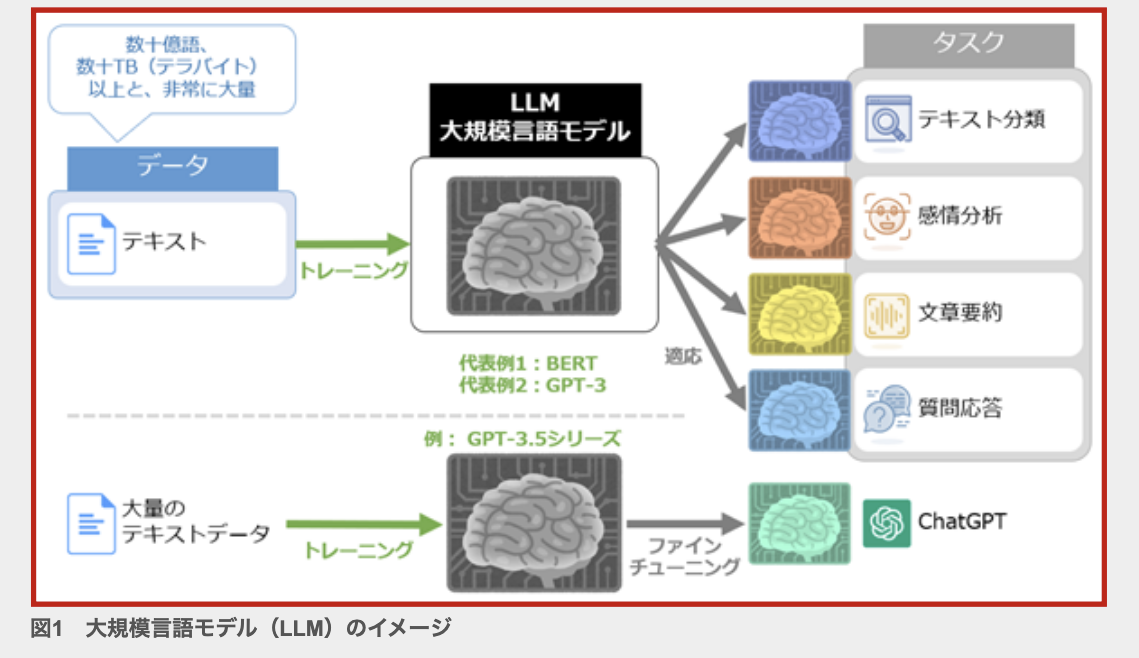 数十億語、
数十TB（テラバイト）
以上と、非常に大量
データ
テキスト
トレーニング
LLM
大規模言語モデル
代表例1：BERT
代表例2：GPT-3
適応
タスク
テキスト分類
感情分析
文章要約
質問応答
例： GPT-3.5シリーズ
大量の
テキストデータ
トレーニング
ファイン
チューニング
ChatGPT
図1　大規模言語モデル（LLM）のイメージ